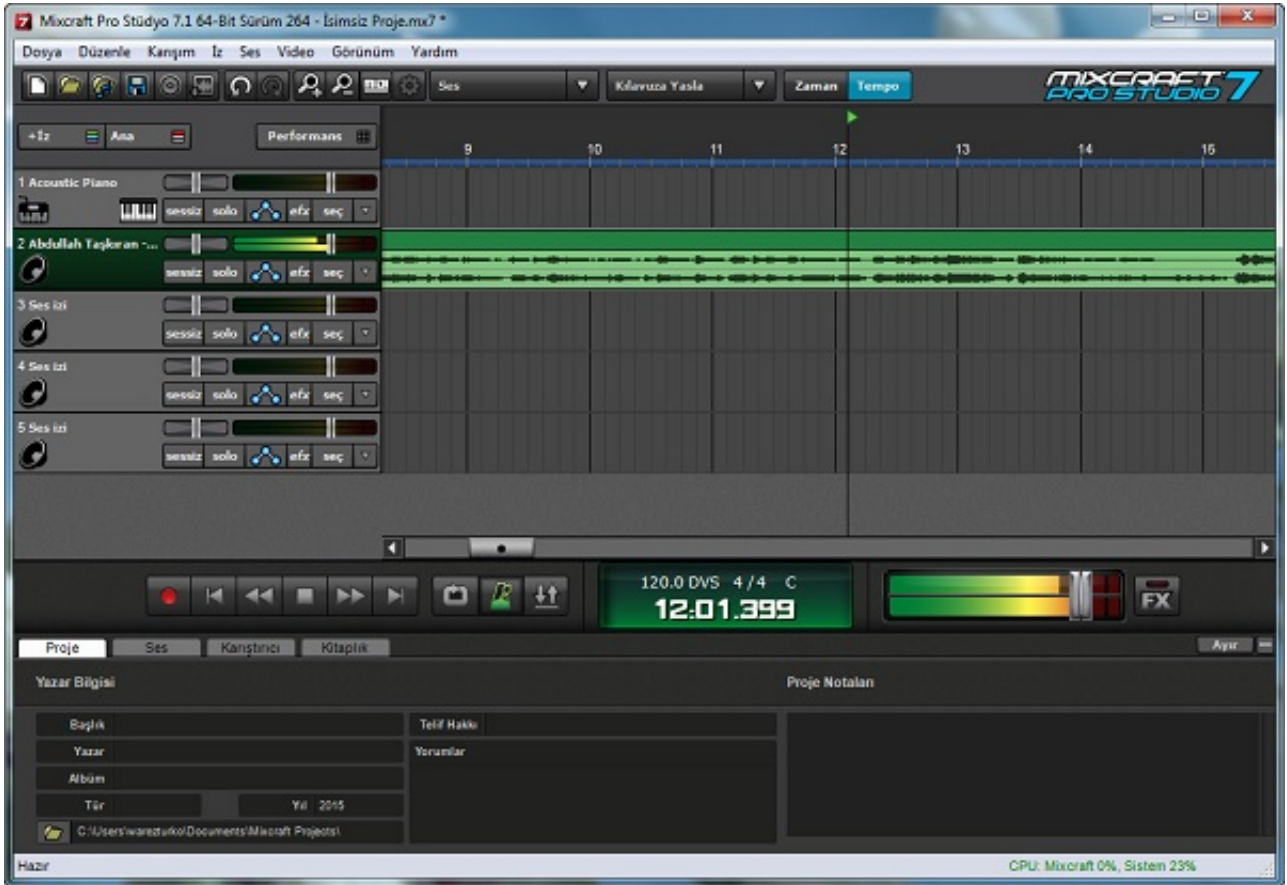 Mixcraft Pro Stüdyo 7.1 64-Bit Sürüm 264 - İsimsiz Proje.mx7 *
Dosya Düzenle Karışım İz Ses Video Görünüm Yardım
Ses Kılavuza Yasla Zaman Tempo MIXCRAFT 7
PRO STUDIO
+İz Ana Performans
9 10 11 12 13 14 15
1 Acoustic Piano
sessiz solo efx seç
2 Abdullah Taşkıran -...
sessiz solo efx seç
3 Ses izi
sessiz solo efx seç
4 Ses izi
sessiz solo efx seç
5 Ses izi
sessiz solo efx seç
120.0 DVS 4/4 C
12:01.399
FX
Proje Ses Karıştırıcı Kitaplık Ayır
Yazar Bilgisi Proje Notaları
Başlık Telif Hakkı
Yazar Yorumlar
Albüm
Tür Yıl 2015
C:\Users\warezturko\Documents\Mixcraft Projects\
Hazır CPU: Mixcraft 0%, Sistem 23%